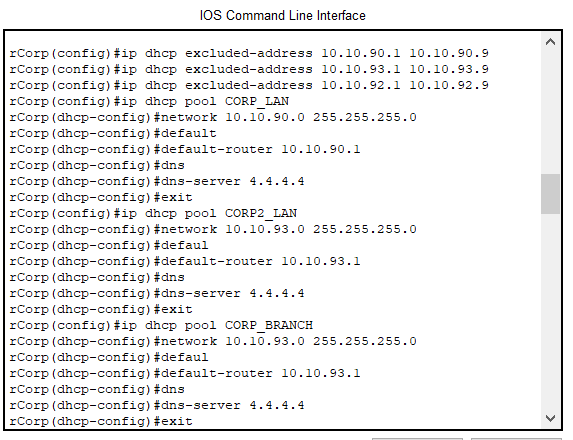 IOS Command Line Interface
rCorp(config)#ip dhcp excluded-address 10.10.90.1 10.10.90.9
rCorp(config)#ip dhcp excluded-address 10.10.93.1 10.10.93.9
rCorp(config)#ip dhcp excluded-address 10.10.92.1 10.10.92.9
rCorp(config)#ip dhcp pool CORP_LAN
rCorp(dhcp-config)#network 10.10.90.0 255.255.255.0
rCorp(dhcp-config)#default
rCorp(dhcp-config)#default-router 10.10.90.1
rCorp(dhcp-config)#dns
rCorp(dhcp-config)#dns-server 4.4.4.4
rCorp(dhcp-config)#exit
rCorp(config)#ip dhcp pool CORP2_LAN
rCorp(dhcp-config)#network 10.10.93.0 255.255.255.0
rCorp(dhcp-config)#defaul
rCorp(dhcp-config)#default-router 10.10.93.1
rCorp(dhcp-config)#dns
rCorp(dhcp-config)#dns-server 4.4.4.4
rCorp(dhcp-config)#exit
rCorp(config)#ip dhcp pool CORP_BRANCH
rCorp(dhcp-config)#network 10.10.93.0 255.255.255.0
rCorp(dhcp-config)#defaul
rCorp(dhcp-config)#default-router 10.10.93.1
rCorp(dhcp-config)#dns
rCorp(dhcp-config)#dns-server 4.4.4.4
rCorp(dhcp-config)#exit